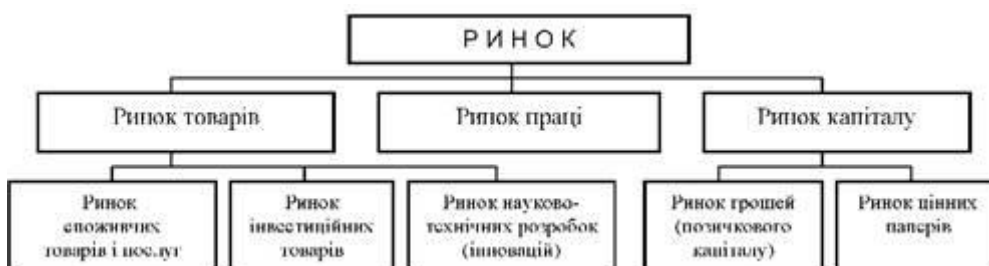 РИНОК
Ринок товарів
Ринок праці
Ринок капіталу
Ринок
споживчих
товарів і послуг
Ринок
інвестиційних
товарів
Ринок науково-
технічних розробок
(інновацій)
Ринок грошей
(позичкового
капіталу)
Ринок цінних
паперів